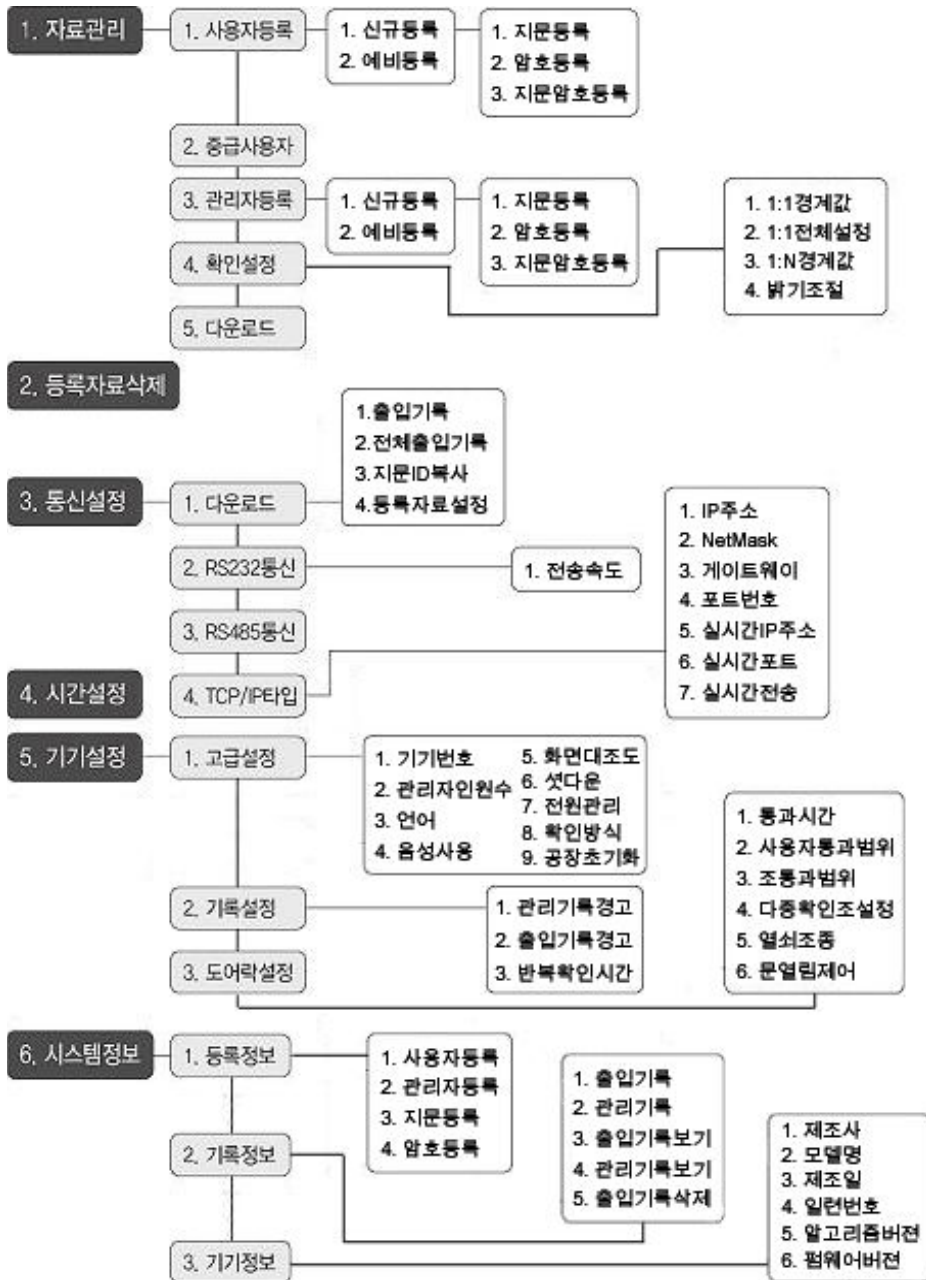 1. 자료관리
1. 사용자등록
1. 신규등록
2. 예비등록
1. 지문등록
2. 암호등록
3. 지문암호등록
2. 중급사용자
3. 관리자등록
1. 신규등록
2. 예비등록
1. 지문등록
2. 암호등록
3. 지문암호등록
4. 확인설정
1. 1:1경계값
2. 1:1전체설정
3. 1:N경계값
4. 밝기조절
5. 다운로드
2. 등록자료삭제
3. 통신설정
1. 다운로드
1.출입기록
2.전체출입기록
3.지문ID복사
4.등록자료설정
2. RS232통신
1. 전송속도
3. RS485통신
4. TCP/IP타입
1. IP주소
2. NetMask
3. 게이트웨이
4. 포트번호
5. 실시간IP주소
6. 실시간포트
7. 실시간전송
4. 시간설정
5. 기기설정
1. 고급설정
1. 기기번호
2. 관리자인원수
3. 언어
4. 음성사용
5. 화면대조도
6. 셧다운
7. 전원관리
8. 확인방식
9. 공장초기화
2. 기록설정
1. 관리기록경고
2. 출입기록경고
3. 반복확인시간
3. 도어락설정
1. 통과시간
2. 사용자통과범위
3. 조통과범위
4. 다중확인조설정
5. 열쇠조종
6. 문열림제어
6. 시스템정보
1. 등록정보
1. 사용자등록
2. 관리자등록
3. 지문등록
4. 암호등록
2. 기록정보
1. 출입기록
2. 관리기록
3. 출입기록보기
4. 관리기록보기
5. 출입기록삭제
3. 기기정보
1. 제조사
2. 모델명
3. 제조일
4. 일련번호
5. 알고리즘버젼
6. 펌웨어버젼